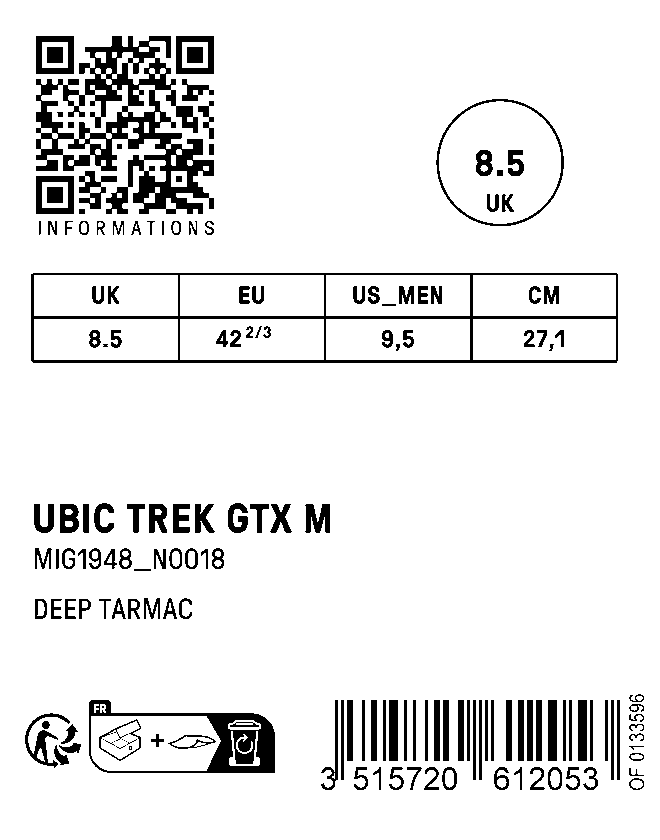 INFORMATIONS
8.5
UK
UK EU US_MEN CM
8.5 42 2/3 9,5 27,1
UBIC TREK GTX M
MIG1948_N0018
DEEP TARMAC
FR
+
3 515720 612053
OF 0133596